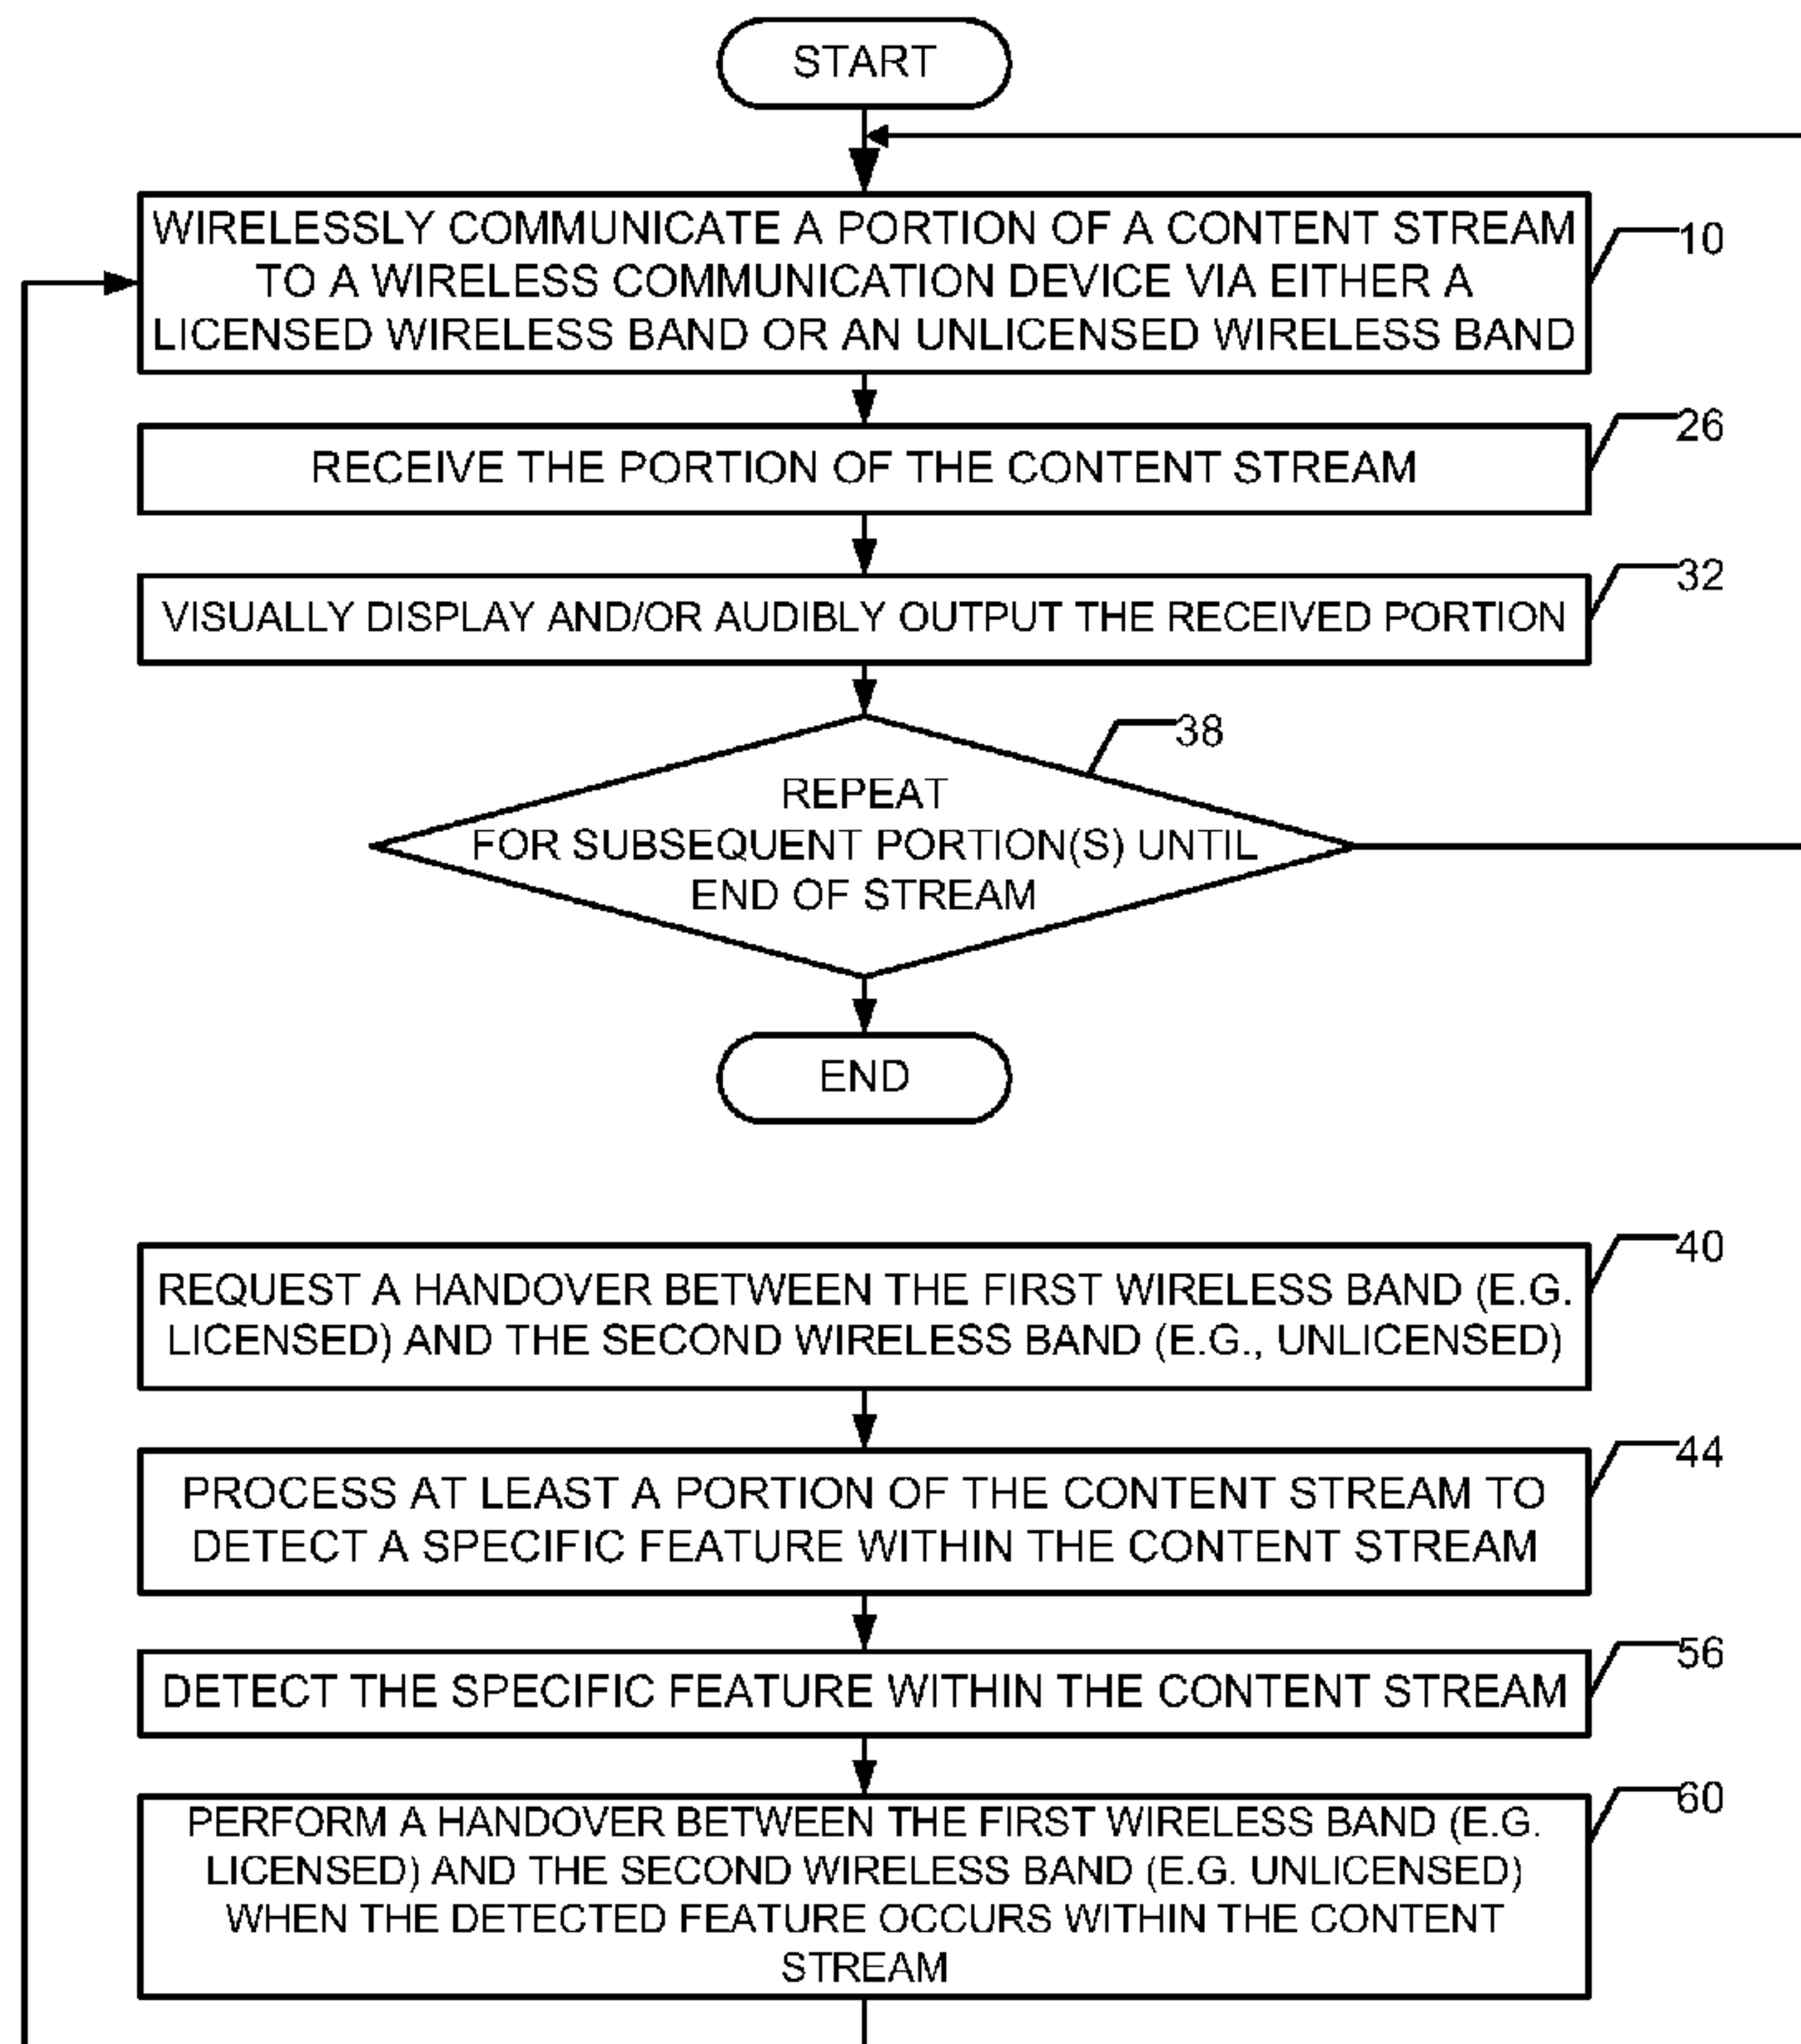 START
WIRELESSLY COMMUNICATE A PORTION OF A CONTENT STREAM
TO A WIRELESS COMMUNICATION DEVICE VIA EITHER A
LICENSED WIRELESS BAND OR AN UNLICENSED WIRELESS BAND
10
RECEIVE THE PORTION OF THE CONTENT STREAM
26
VISUALLY DISPLAY AND/OR AUDIBLY OUTPUT THE RECEIVED PORTION
32
REPEAT
FOR SUBSEQUENT PORTION(S) UNTIL
END OF STREAM
38
END
REQUEST A HANDOVER BETWEEN THE FIRST WIRELESS BAND (E.G.
LICENSED) AND THE SECOND WIRELESS BAND (E.G., UNLICENSED)
40
PROCESS AT LEAST A PORTION OF THE CONTENT STREAM TO
DETECT A SPECIFIC FEATURE WITHIN THE CONTENT STREAM
44
DETECT THE SPECIFIC FEATURE WITHIN THE CONTENT STREAM
56
PERFORM A HANDOVER BETWEEN THE FIRST WIRELESS BAND (E.G.
LICENSED) AND THE SECOND WIRELESS BAND (E.G. UNLICENSED)
WHEN THE DETECTED FEATURE OCCURS WITHIN THE CONTENT
STREAM
60